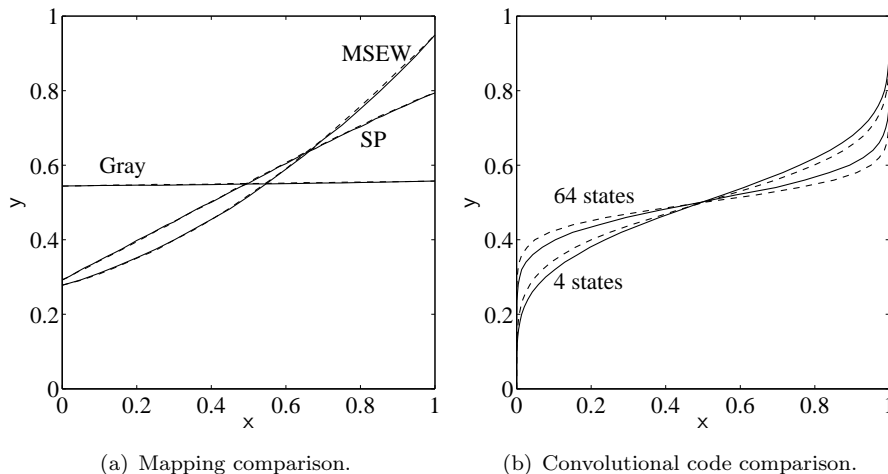 1
0.8
0.6
0.4
0.2
0
y
MSEW
SP
Gray
0 0.2 0.4 0.6 0.8 1
x
(a) Mapping comparison.
1
0.8
0.6
0.4
0.2
0
y
64 states
4 states
0 0.2 0.4 0.6 0.8 1
x
(b) Convolutional code comparison.